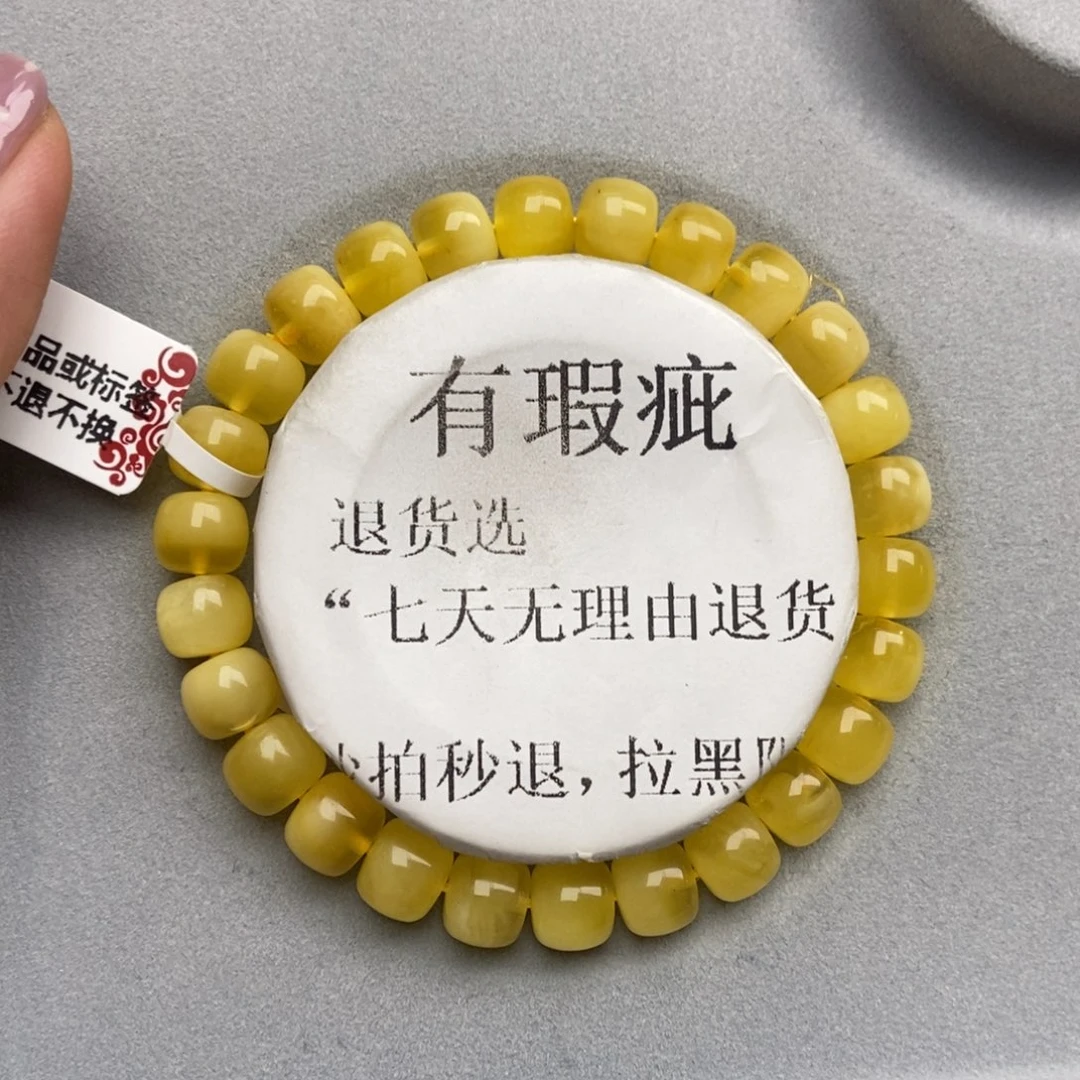 品或标签
不退不换
有瑕疵
退货选
“七天无理由退货
拍秒退，拉黑